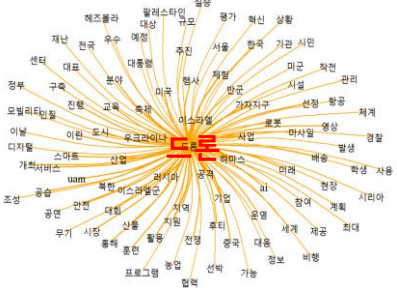 실증
팔레스타인
헤즈볼라
대상
규모
평가
혁신
상황
재난
전국
우수
예정
추진
서울
한국
기관
시민
센터
대표
대통령
분야
행사
체험
미군
작전
정부
구축
미국
반군
시설
관리
모빌리티
민질
진행
교육
축제
가자지구
선정
항공
체계
이스라엘
이날
이란
도시
우크라이나
드론
드론
사업
로봇
미사일
영상
경찰
디지털
스마트
산업
하마스
배송
발생
개최
서비스
uam
러시아
공격
미래
학생
사용
조성
공습
북한
이스라엘군
ai
현장
시리아
공연
안전
대회
지역
기업
참여
계획
무기
시장
산불
지원
후티
운영
세계
제공
최대
홍해
훈련
활용
전쟁
중국
대응
정보
비행
프로그램
농업
선박
가능
협력